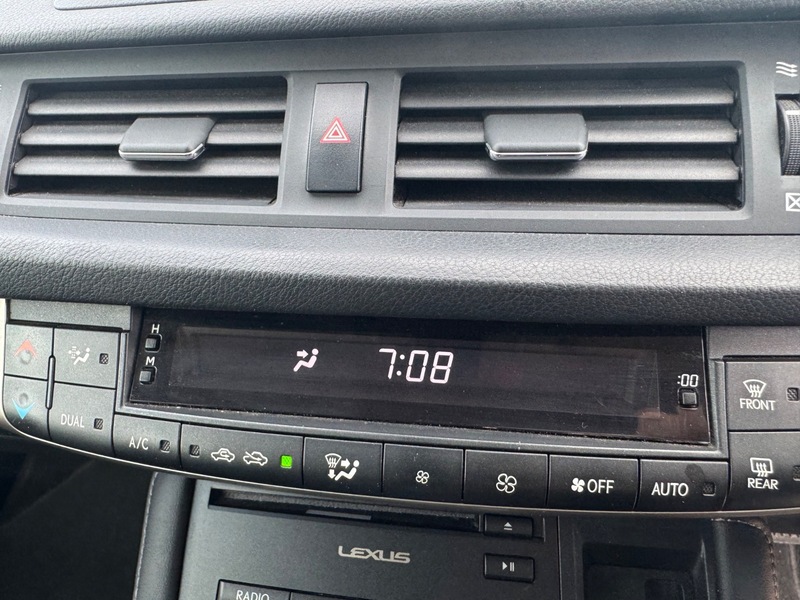 H
M
7:08
:00
FRONT
DUAL
A/C
OFF
AUTO
REAR
LEXUS
RADIO